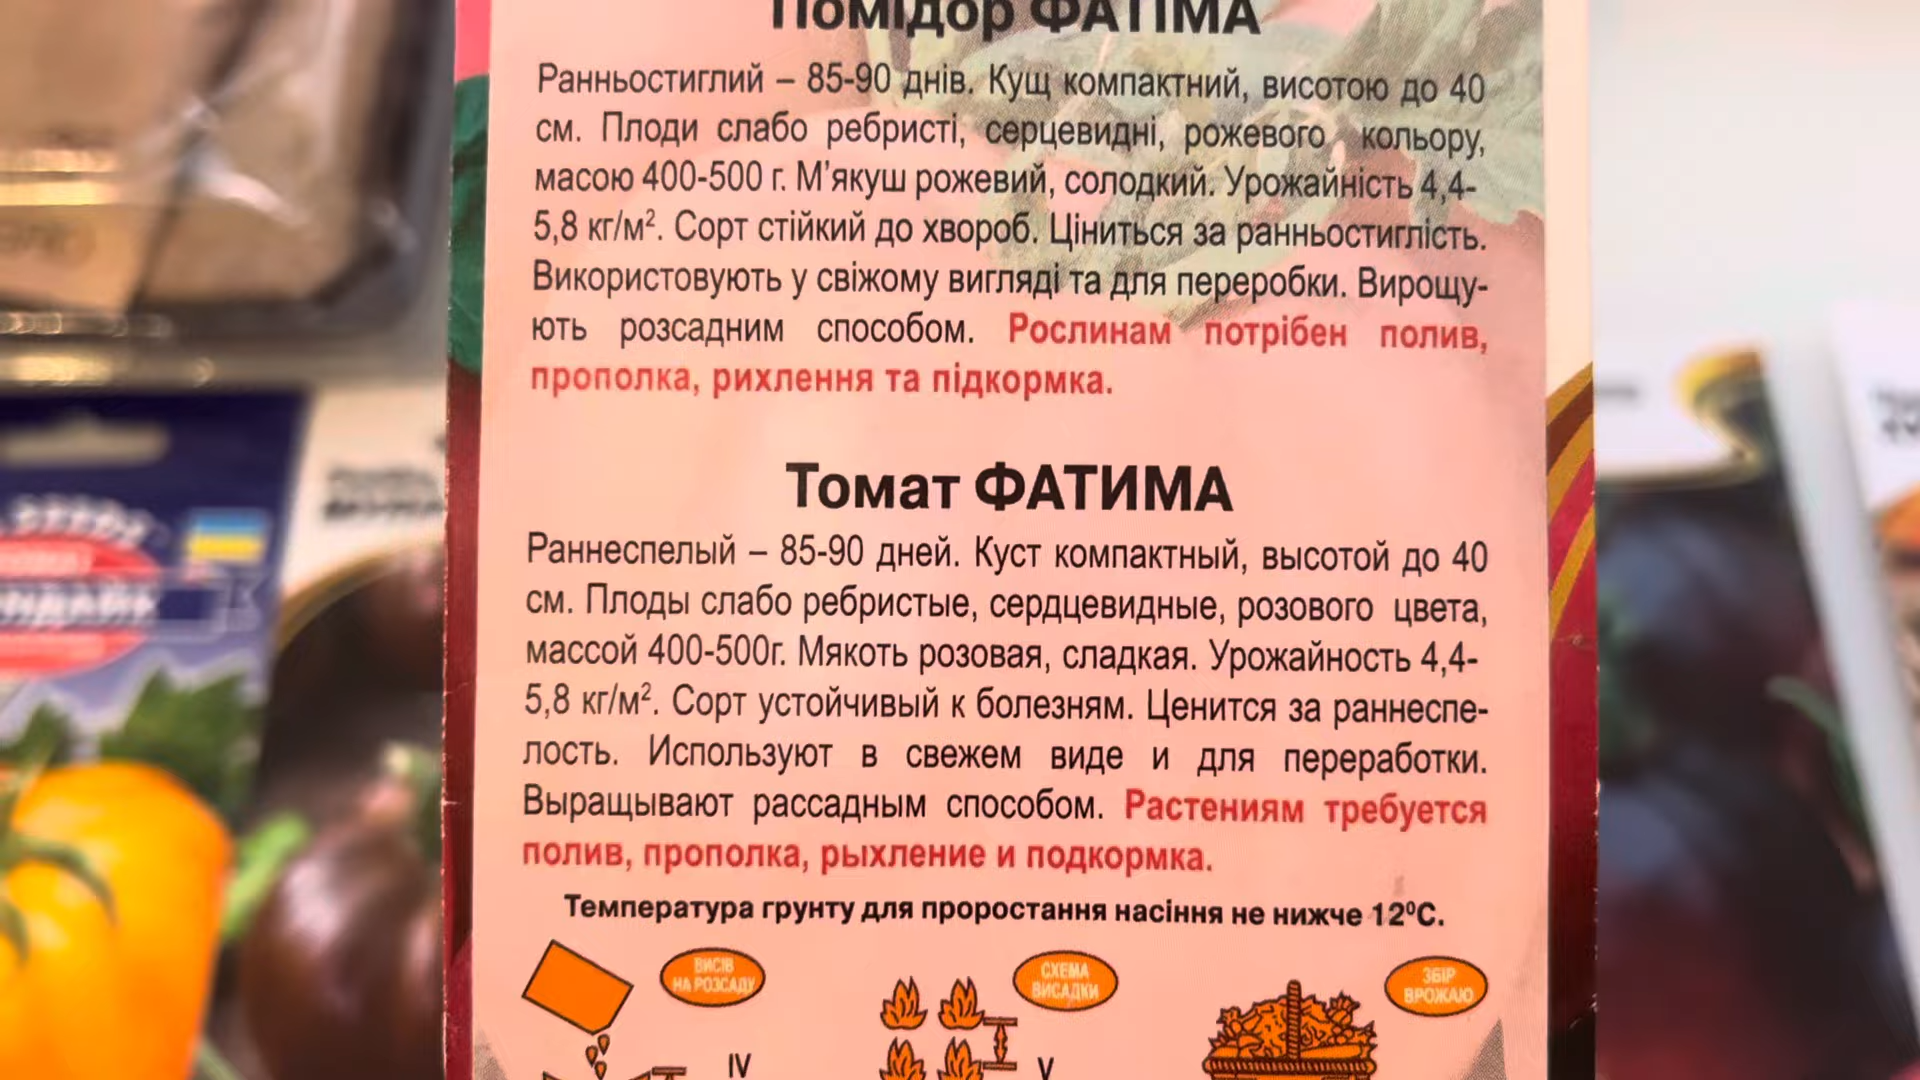 Помідор ФАТІМА
Ранньостиглий – 85-90 днів. Кущ компактний, висотою до 40
см. Плоди слабо ребристі, серцевидні, рожевого кольору,
масою 400-500 г. М’якуш рожевий, солодкий. Урожайність 4,4-
5,8 кг/м². Сорт стійкий до хвороб. Ціниться за ранньостиглість.
Використовують у свіжому вигляді та для переробки. Вирощу-
ють розсадним способом. Рослинам потрібен полив,
прополка, рихлення та підкормка.
Томат ФАТИМА
Раннеспелый – 85-90 дней. Куст компактный, высотой до 40
см. Плоды слабо ребристые, сердцевидные, розового цвета,
массой 400-500г. Мякоть розовая, сладкая. Урожайность 4,4-
5,8 кг/м². Сорт устойчивый к болезням. Ценится за раннеспе-
лость. Используют в свежем виде и для переработки.
Выращывают рассадным способом. Растениям требуется
полив, прополка, рыхление и подкормка.
Температура грунту для проростання насіння не нижче 12⁰С.
ВИСІВ
НА РОЗСАДУ
СХЕМА
ВИСАДКИ
ЗБІР
ВРОЖАЮ
IV
V